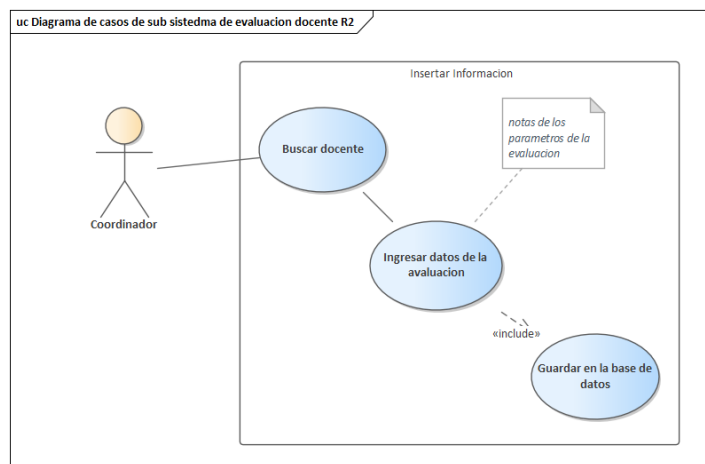 uc Diagrama de casos de sub sistedma de evaluacion docente R2
Insertar Informacion
notas de los
parametros de la
evaluacion
Buscar docente
Coordinador
Ingresar datos de la
avaluacion
«include»
Guardar en la base de
datos